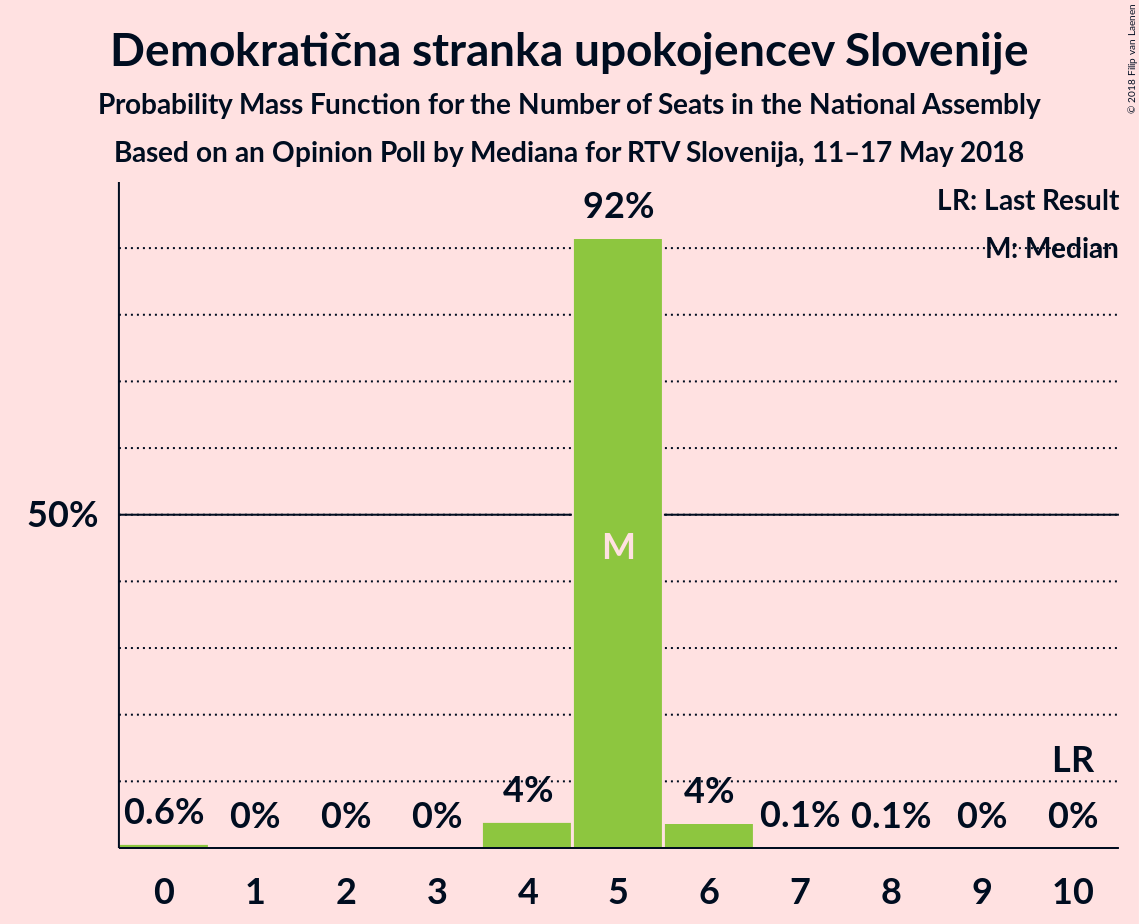 Demokratična stranka upokojencev Slovenije
Probability Mass Function for the Number of Seats in the National Assembly
Based on an Opinion Poll by Mediana for RTV Slovenija, 11–17 May 2018
© 2018 Filip van Laenen
LR: Last Result
M: Median
92%
50%
M
LR
0.6% 0% 0% 0% 4% 4% 0.1% 0.1% 0% 0%
0 1 2 3 4 5 6 7 8 9 10